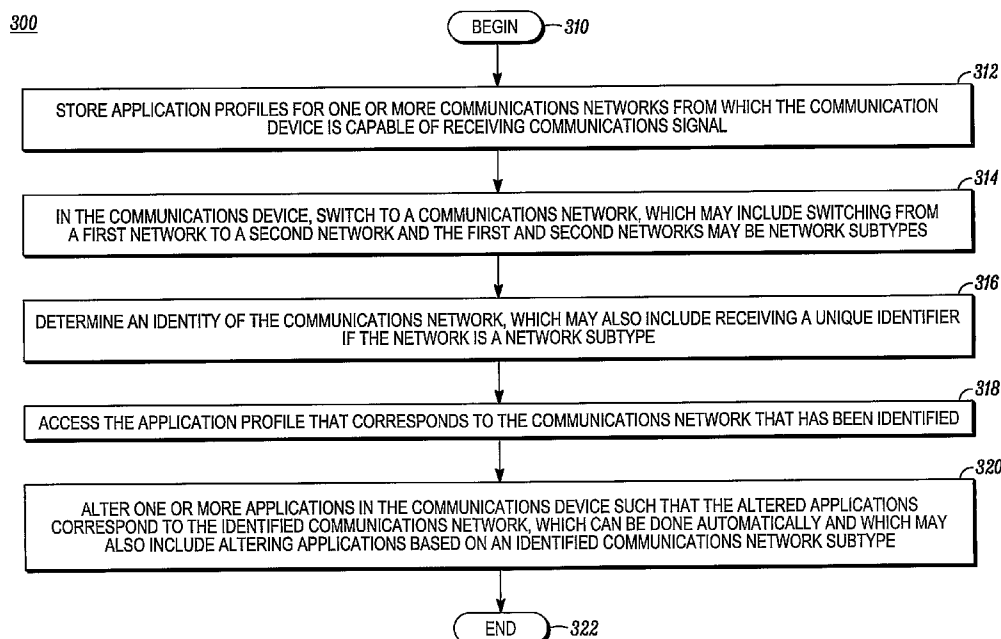 300
BEGIN
310
312
STORE APPLICATION PROFILES FOR ONE OR MORE COMMUNICATIONS NETWORKS FROM WHICH THE COMMUNICATION
DEVICE IS CAPABLE OF RECEIVING COMMUNICATIONS SIGNAL
314
IN THE COMMUNICATIONS DEVICE, SWITCH TO A COMMUNICATIONS NETWORK, WHICH MAY INCLUDE SWITCHING FROM
A FIRST NETWORK TO A SECOND NETWORK AND THE FIRST AND SECOND NETWORKS MAY BE NETWORK SUBTYPES
316
DETERMINE AN IDENTITY OF THE COMMUNICATIONS NETWORK, WHICH MAY ALSO INCLUDE RECEIVING A UNIQUE IDENTIFIER
IF THE NETWORK IS A NETWORK SUBTYPE
318
ACCESS THE APPLICATION PROFILE THAT CORRESPONDS TO THE COMMUNICATIONS NETWORK THAT HAS BEEN IDENTIFIED
320
ALTER ONE OR MORE APPLICATIONS IN THE COMMUNICATIONS DEVICE SUCH THAT THE ALTERED APPLICATIONS
CORRESPOND TO THE IDENTIFIED COMMUNICATIONS NETWORK, WHICH CAN BE DONE AUTOMATICALLY AND WHICH MAY
ALSO INCLUDE ALTERING APPLICATIONS BASED ON AN IDENTIFIED COMMUNICATIONS NETWORK SUBTYPE
END
322